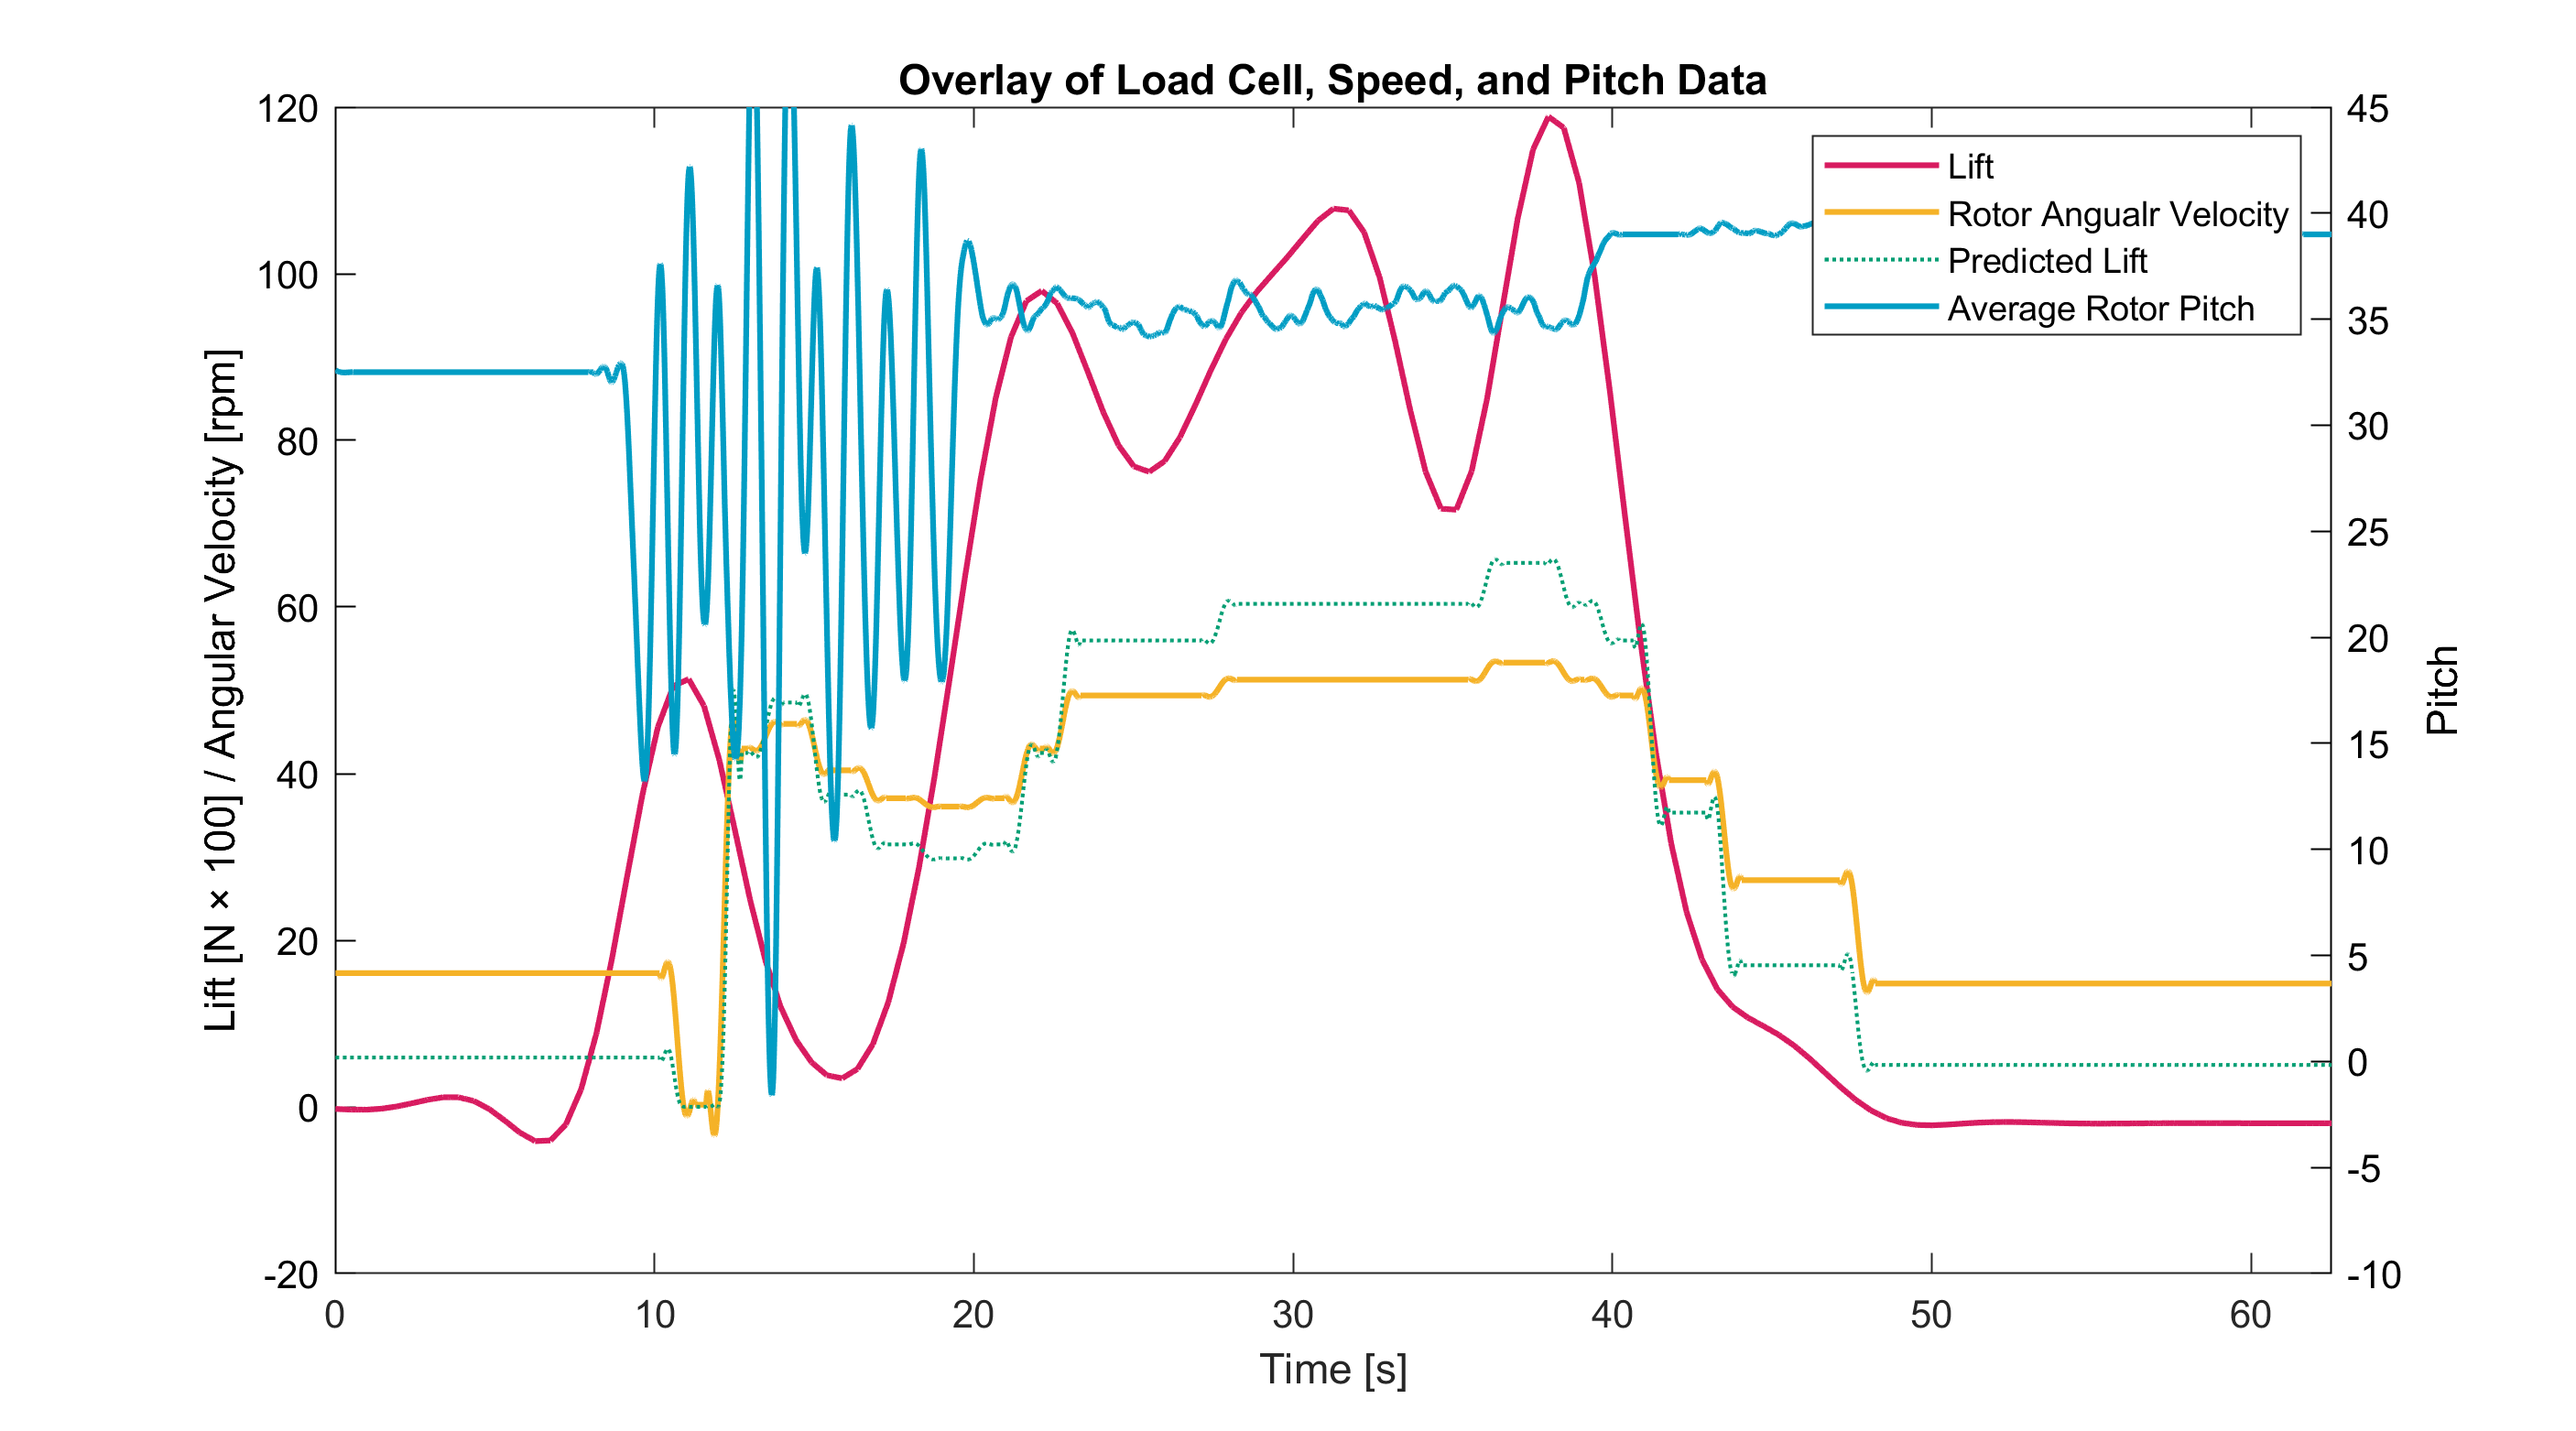 Overlay of Load Cell, Speed, and Pitch Data
120
100
80
60
40
20
0
-20
Lift [N × 100] / Angular Velocity [rpm]
45
40
35
30
25
20
15
10
5
0
-5
-10
Pitch
Lift
Rotor Angualr Velocity
Predicted Lift
Average Rotor Pitch
0 10 20 30 40 50 60
Time [s]